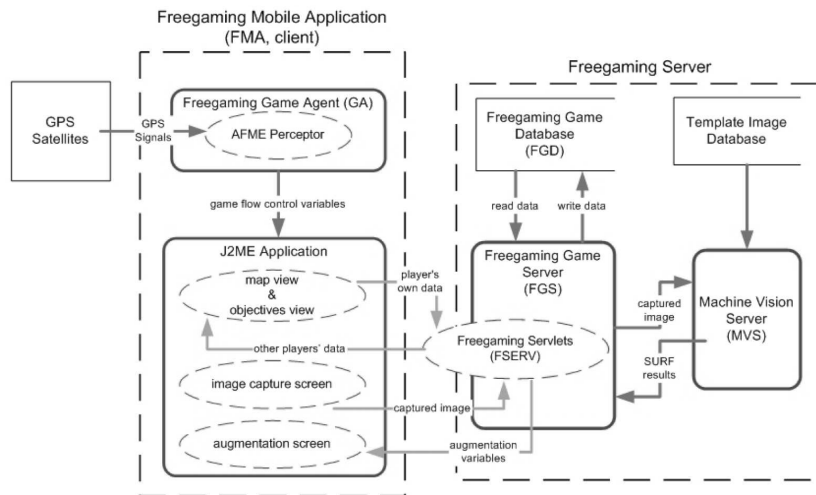 Freegaming Mobile Application
(FMA, client)
Freegaming Server
GPS
Satellites
GPS
Signals
Freegaming Game Agent (GA)
AFME Perceptor
game flow control variables
J2ME Application
map view
&
objectives view
player's
own data
other players' data
image capture screen
captured image
augmentation screen
augmentation
variables
Freegaming Game
Database
(FGD)
read data
write data
Freegaming Game
Server
(FGS)
Freegaming Servlets
(FSERV)
Template Image
Database
captured
image
Machine Vision
Server
(MVS)
SURF
results